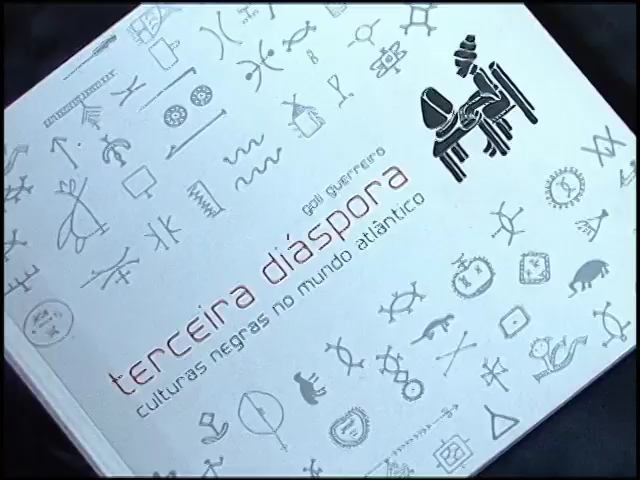 goli guerreiro
terceira diáspora
culturas negras no mundo atlântico